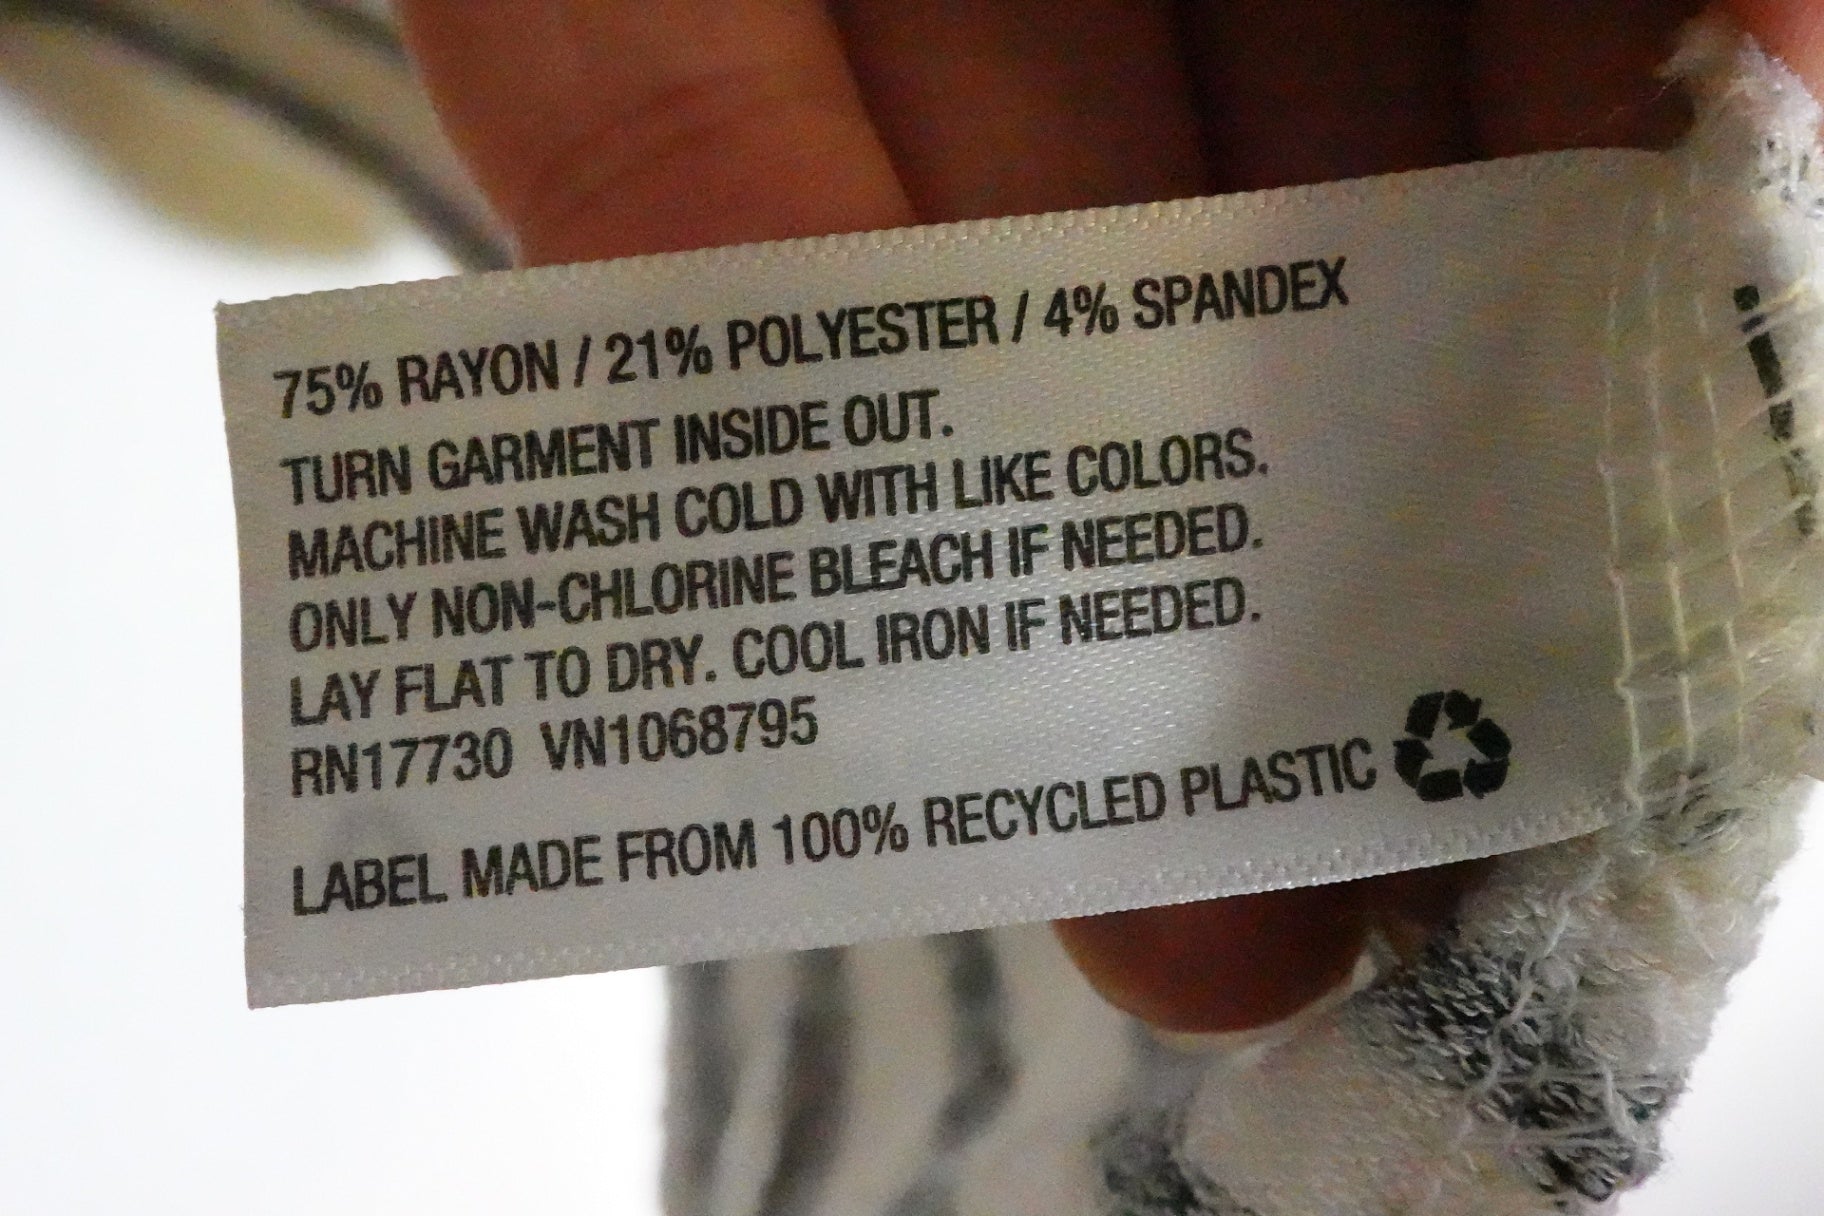 75% RAYON / 21% POLYESTER / 4% SPANDEX
TURN GARMENT INSIDE OUT.
MACHINE WASH COLD WITH LIKE COLORS.
ONLY NON-CHLORINE BLEACH IF NEEDED.
LAY FLAT TO DRY. COOL IRON IF NEEDED.
RN17730 VN1068795
LABEL MADE FROM 100% RECYCLED PLASTIC